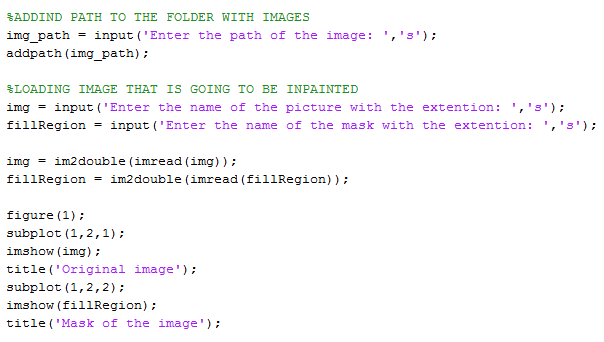 %ADDIND PATH TO THE FOLDER WITH IMAGES
img_path = input('Enter the path of the image: ','s');
addpath(img_path);
%LOADING IMAGE THAT IS GOING TO BE INPAINTED
img = input('Enter the name of the picture with the extention: ','s');
fillRegion = input('Enter the name of the mask with the extention: ','s');
img = im2double(imread(img));
fillRegion = im2double(imread(fillRegion));
figure(1);
subplot(1,2,1);
imshow(img);
title('Original image');
subplot(1,2,2);
imshow(fillRegion);
title('Mask of the image');